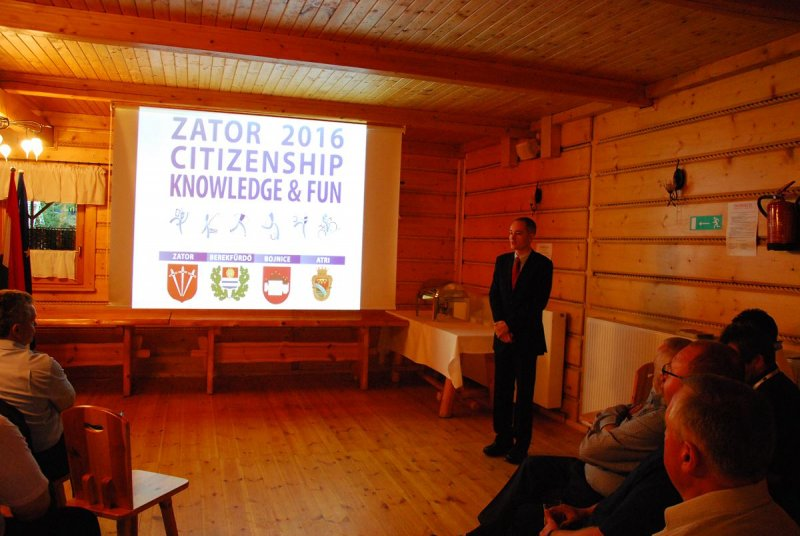 ZATOR 2016
CITIZENSHIP
KNOWLEDGE & FUN
ZATOR BEREKFÜRDŐ BOJNICE ATRI